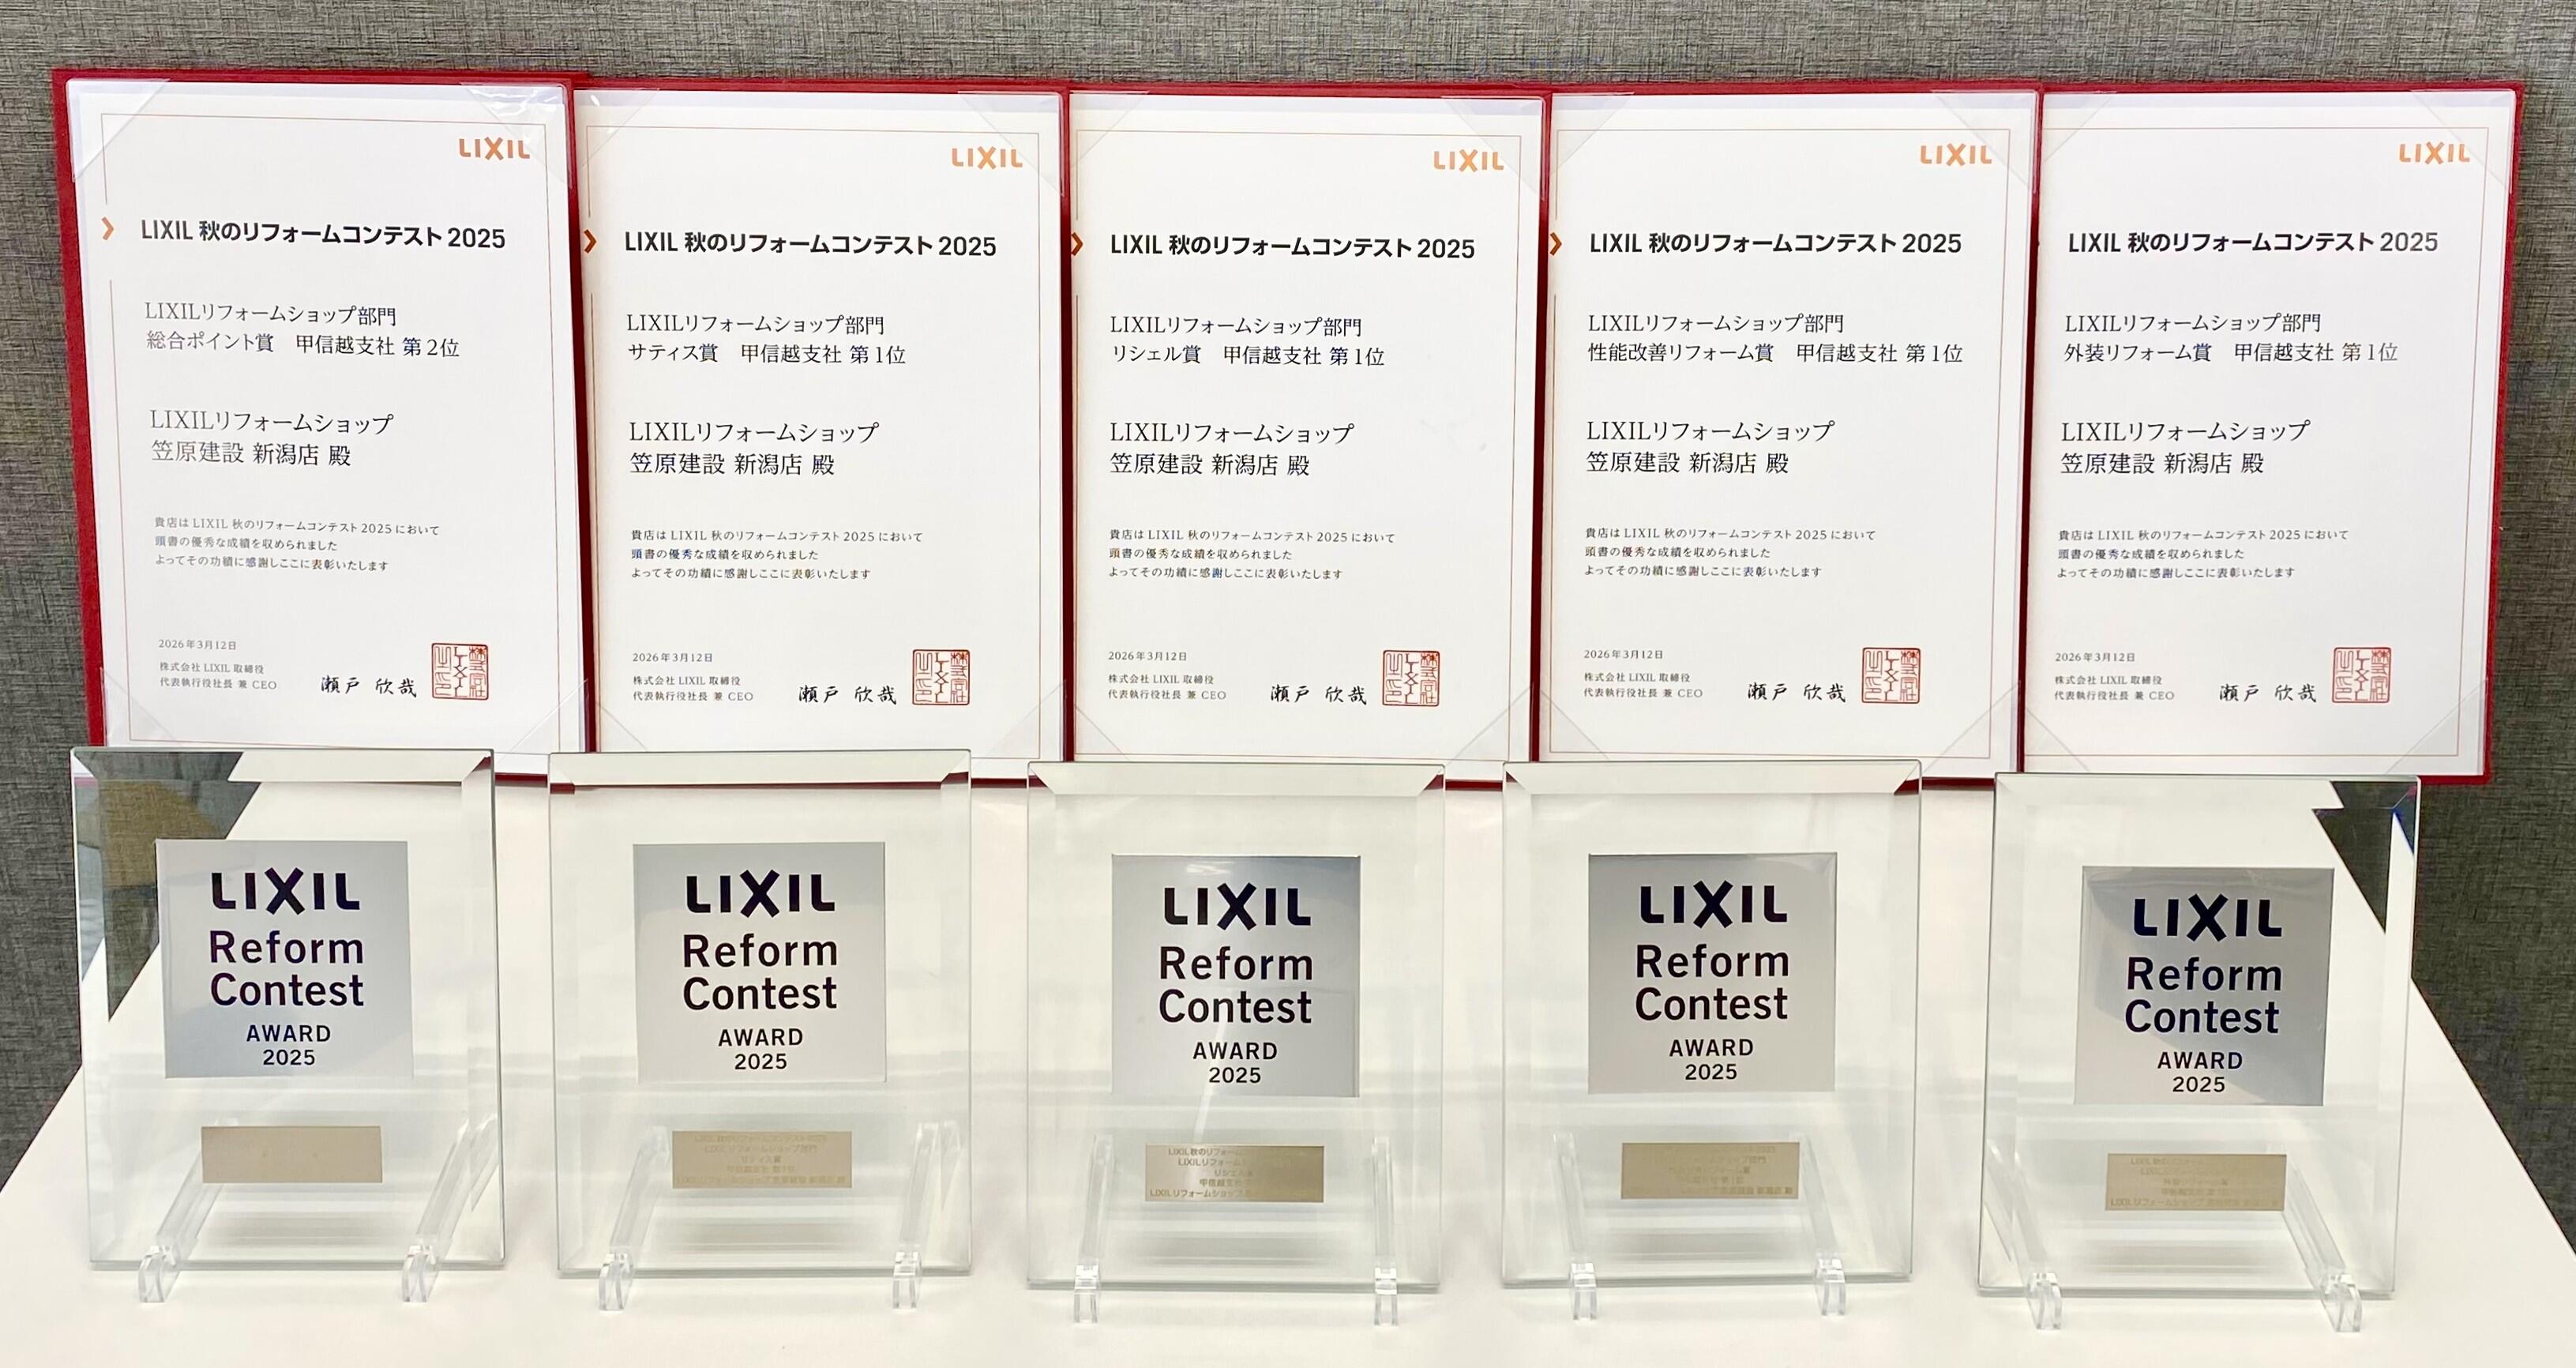 LIXIL
LIXIL 秋のリフォームコンテスト 2025
LIXILリフォームショップ部門
総合ポイント賞　甲信越支社 第2位
LIXILリフォームショップ
笠原建設 新潟店 殿
貴店は LIXIL 秋のリフォームコンテスト 2025 において
頭書の優秀な成績を収められました
よってその功績に感謝しここに表彰いたします
2026年3月12日
株式会社 LIXIL 取締役
代表執行役社長 兼 CEO
瀬戸 欣哉
LIXIL
LIXIL 秋のリフォームコンテスト 2025
LIXILリフォームショップ部門
サティス賞　甲信越支社 第1位
LIXILリフォームショップ
笠原建設 新潟店 殿
貴店は LIXIL 秋のリフォームコンテスト 2025 において
頭書の優秀な成績を収められました
よってその功績に感謝しここに表彰いたします
2026年3月12日
株式会社 LIXIL 取締役
代表執行役社長 兼 CEO
瀬戸 欣哉
LIXIL
LIXIL 秋のリフォームコンテスト 2025
LIXILリフォームショップ部門
リシェル賞　甲信越支社 第1位
LIXILリフォームショップ
笠原建設 新潟店 殿
貴店は LIXIL 秋のリフォームコンテスト 2025 において
頭書の優秀な成績を収められました
よってその功績に感謝しここに表彰いたします
2026年3月12日
株式会社 LIXIL 取締役
代表執行役社長 兼 CEO
瀬戸 欣哉
LIXIL
LIXIL 秋のリフォームコンテスト 2025
LIXILリフォームショップ部門
性能改善リフォーム賞　甲信越支社 第1位
LIXILリフォームショップ
笠原建設 新潟店 殿
貴店は LIXIL 秋のリフォームコンテスト 2025 において
頭書の優秀な成績を収められました
よってその功績に感謝しここに表彰いたします
2026年3月12日
株式会社 LIXIL 取締役
代表執行役社長 兼 CEO
瀬戸 欣哉
LIXIL
LIXIL 秋のリフォームコンテスト 2025
LIXILリフォームショップ部門
外装リフォーム賞　甲信越支社 第1位
LIXILリフォームショップ
笠原建設 新潟店 殿
貴店は LIXIL 秋のリフォームコンテスト 2025 において
頭書の優秀な成績を収められました
よってその功績に感謝しここに表彰いたします
2026年3月12日
株式会社 LIXIL 取締役
代表執行役社長 兼 CEO
瀬戸 欣哉
LIXIL
Reform
Contest
AWARD
2025
LIXIL
Reform
Contest
AWARD
2025
LIXIL
Reform
Contest
AWARD
2025
LIXIL 秋のリフォーム
LIXILリフォーム
甲信越支社
LIXILリフォームショップ
LIXIL
Reform
Contest
AWARD
2025
LIXIL
Reform
Contest
AWARD
2025